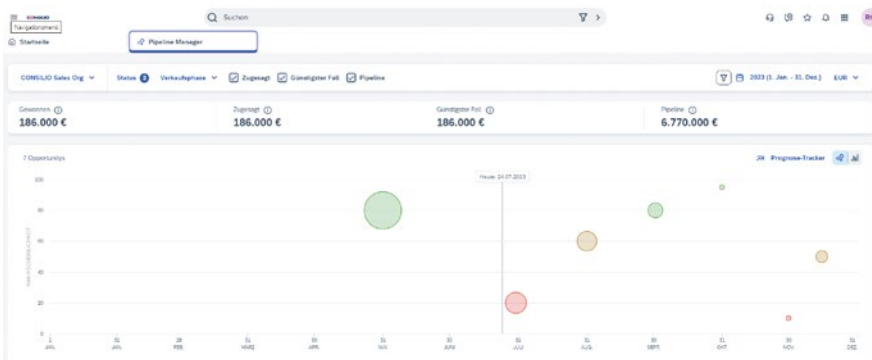 CONSILIO
Suchen
Navigationsmenü
Startseite
Pipeline Manager
CONSILIO Sales Org
Status 2
Verkaufsphase
Zugesagt
Günstigster Fall
Pipeline
2023 (1. Jan. - 31. Dez.)
EUR
Gewonnen
Zugesagt
Günstigster Fall
Pipeline
186.000 €
186.000 €
186.000 €
6.770.000 €
7 Opportunitys
Prognose-Tracker
Heute: 24.07.2023
100
80
60
40
20
0
1 JAN.
31 JAN.
28 FEB.
31 MÄRZ
30 APR.
31 MAI
30 JUNI
31 JULI
31 AUG.
30 SEPT.
31 OKT.
30 NOV.
31 DEZ.